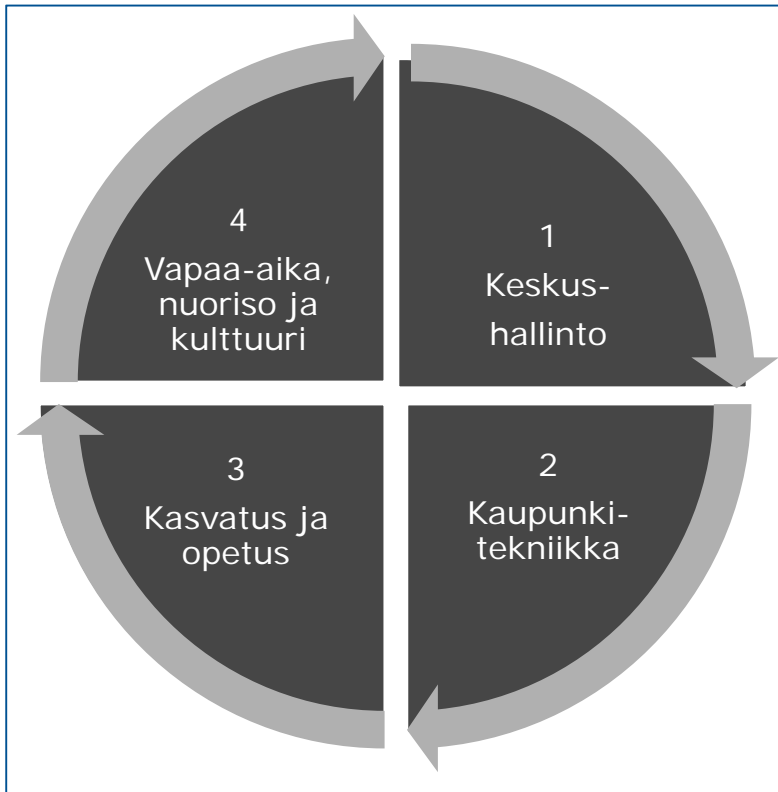 1
Keskus-
hallinto
2
Kaupunki-
tekniikka
3
Kasvatus ja
opetus
4
Vapaa-aika,
nuoriso ja
kulttuuri